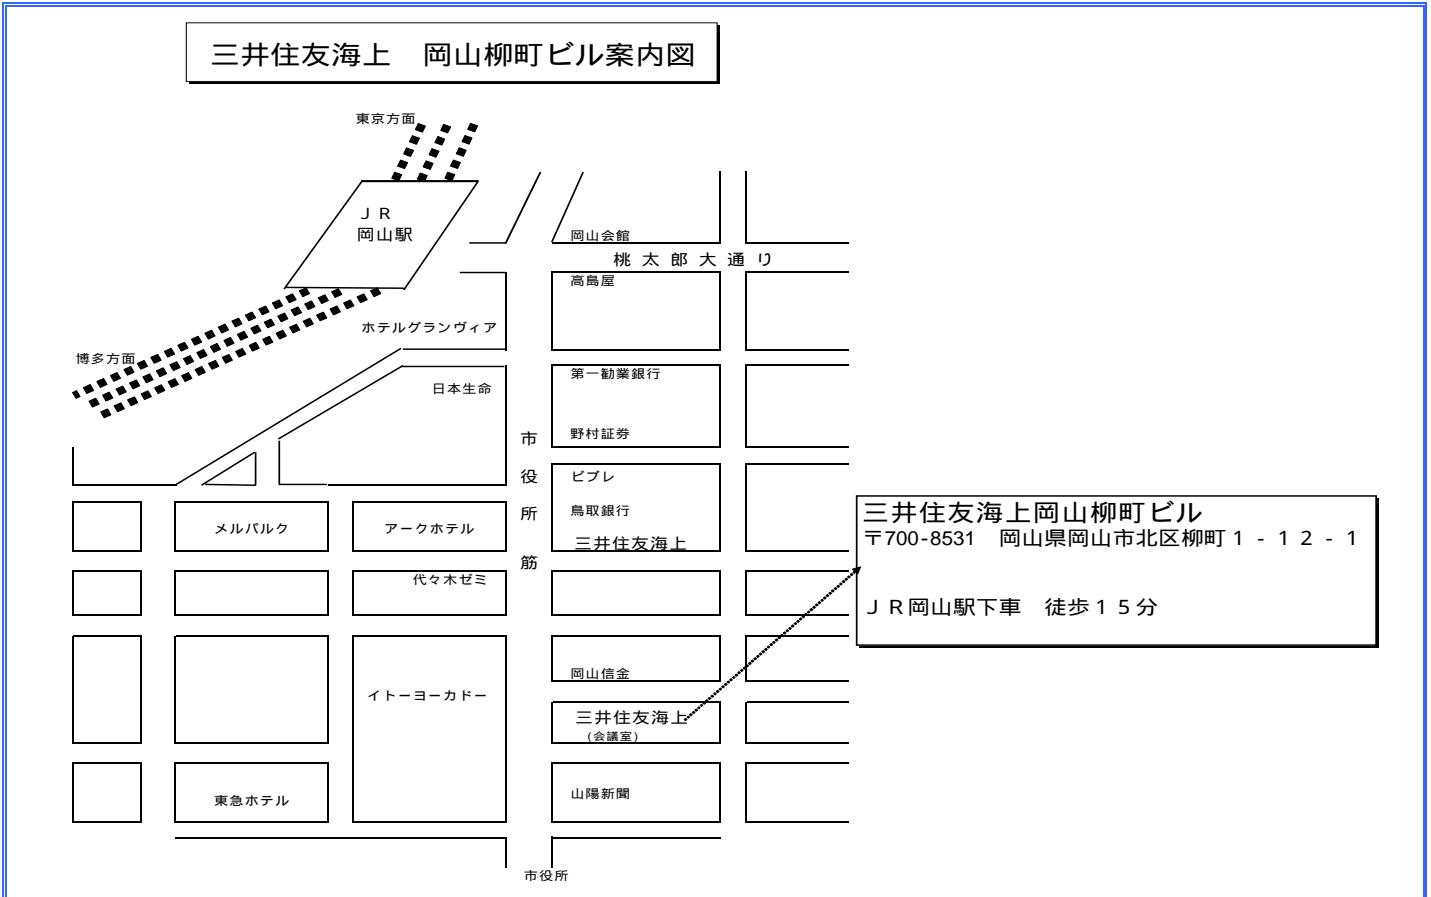 三井住友海上　岡山柳町ビル案内図
東京方面
ＪＲ
岡山駅
岡山会館
桃太郎大通り
高島屋
ホテルグランヴィア
博多方面
日本生命
第一勧業銀行
野村証券
市役所筋
ビブレ
鳥取銀行
三井住友海上
メルパルク
アークホテル
代々木ゼミ
三井住友海上岡山柳町ビル
〒700-8531　岡山県岡山市北区柳町１-１２-１
ＪＲ岡山駅下車　徒歩１５分
岡山信金
イトーヨーカドー
三井住友海上
(会議室)
東急ホテル
山陽新聞
市役所